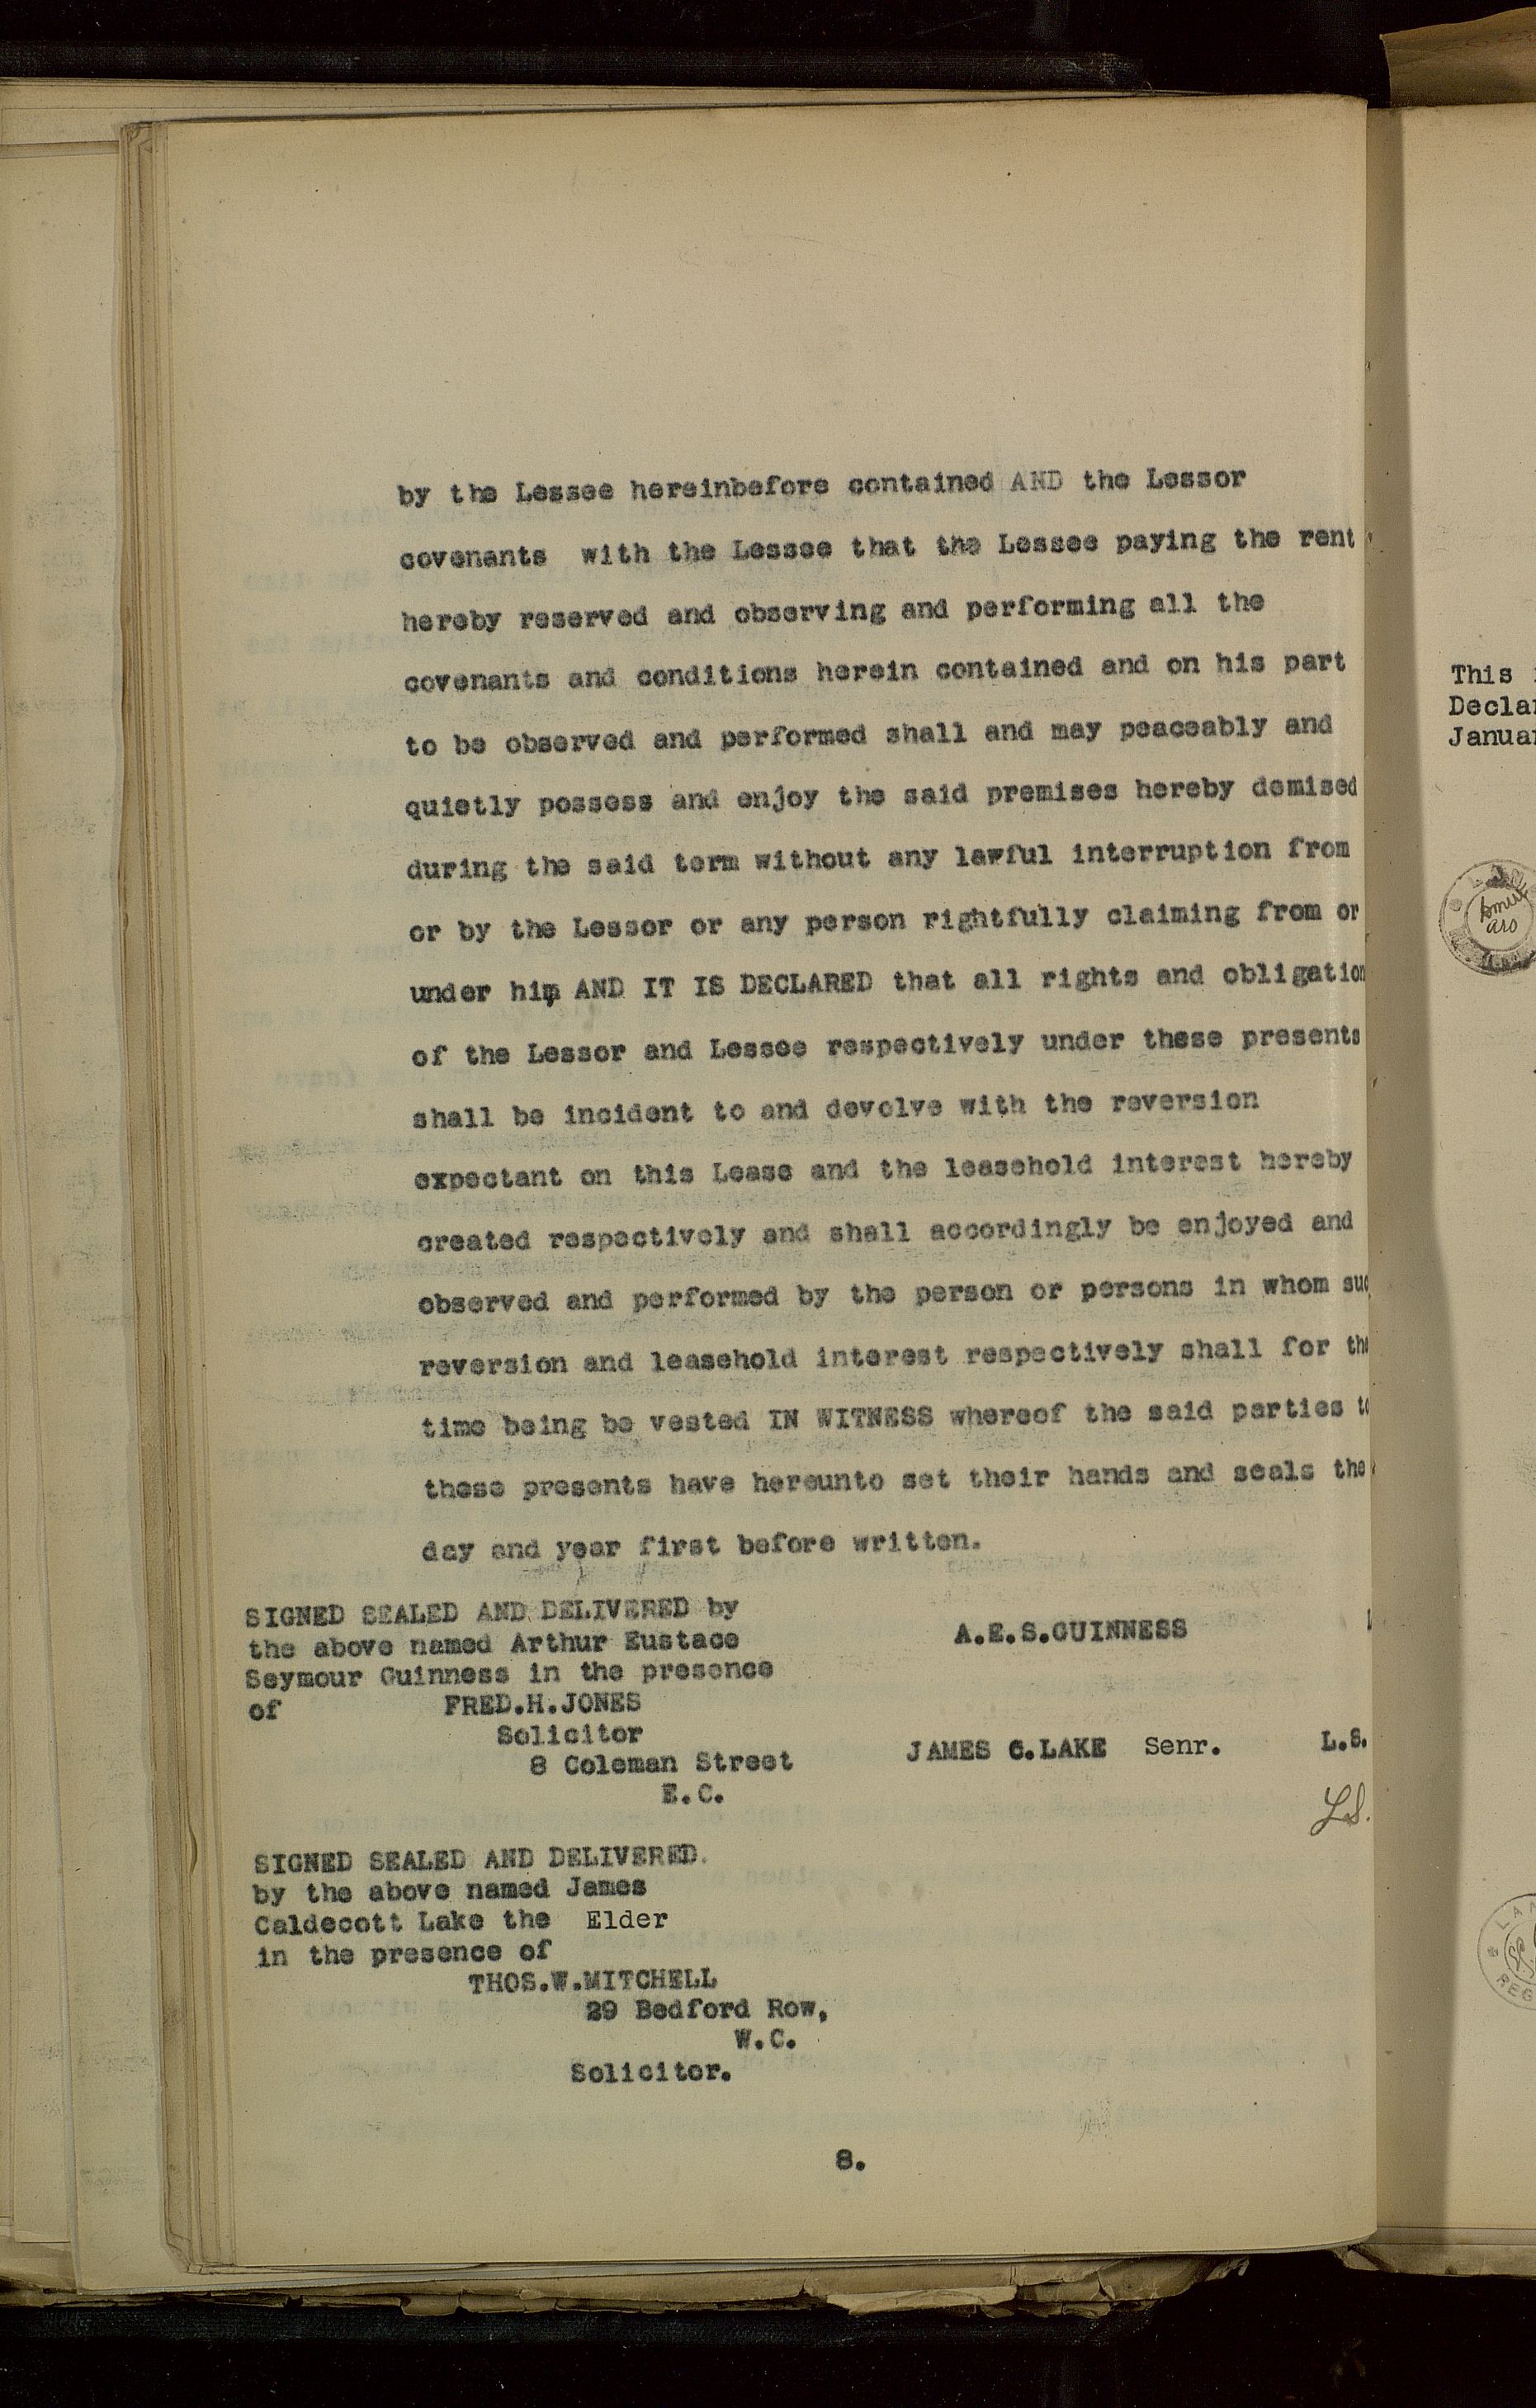 by the Lessee hereinbefore contained AND the Lessor
covenants with the Lessee that the Lessee paying the rent
hereby reserved and observing and performing all the
covenants and conditions herein contained and on his part
to be observed and performed shall and may peaceably and
quietly possess and enjoy the said premises hereby demised
during the said term without any lawful interruption from
or by the Lessor or any person rightfully claiming from or
under him AND IT IS DECLARED that all rights and obligation
of the Lessor and Lessee respectively under these presents
shall be incident to and devolve with the reversion
expectant on this Lease and the leasehold interest hereby
created respectively and shall accordingly be enjoyed and
observed and performed by the person or persons in whom suc
reversion and leasehold interest respectively shall for the
time being be vested IN WITNESS whereof the said parties to
these presents have hereunto set their hands and seals the
day and year first before written.
SIGNED SEALED AND DELIVERED by
the above named Arthur Eustace
A.E.S.GUINNESS
Seymour Guinness in the presence
of FRED.H.JONES
Solicitor
8 Coleman Street
E.C.
JAMES C.LAKE Senr. L.S.
LS.
SIGNED SEALED AND DELIVERED.
by the above named James
Caldecott Lake the Elder
in the presence of
THOS.W.MITCHELL
29 Bedford Row,
W.C.
Solicitor.
8.
This
Declar
Januar
LAN
REG